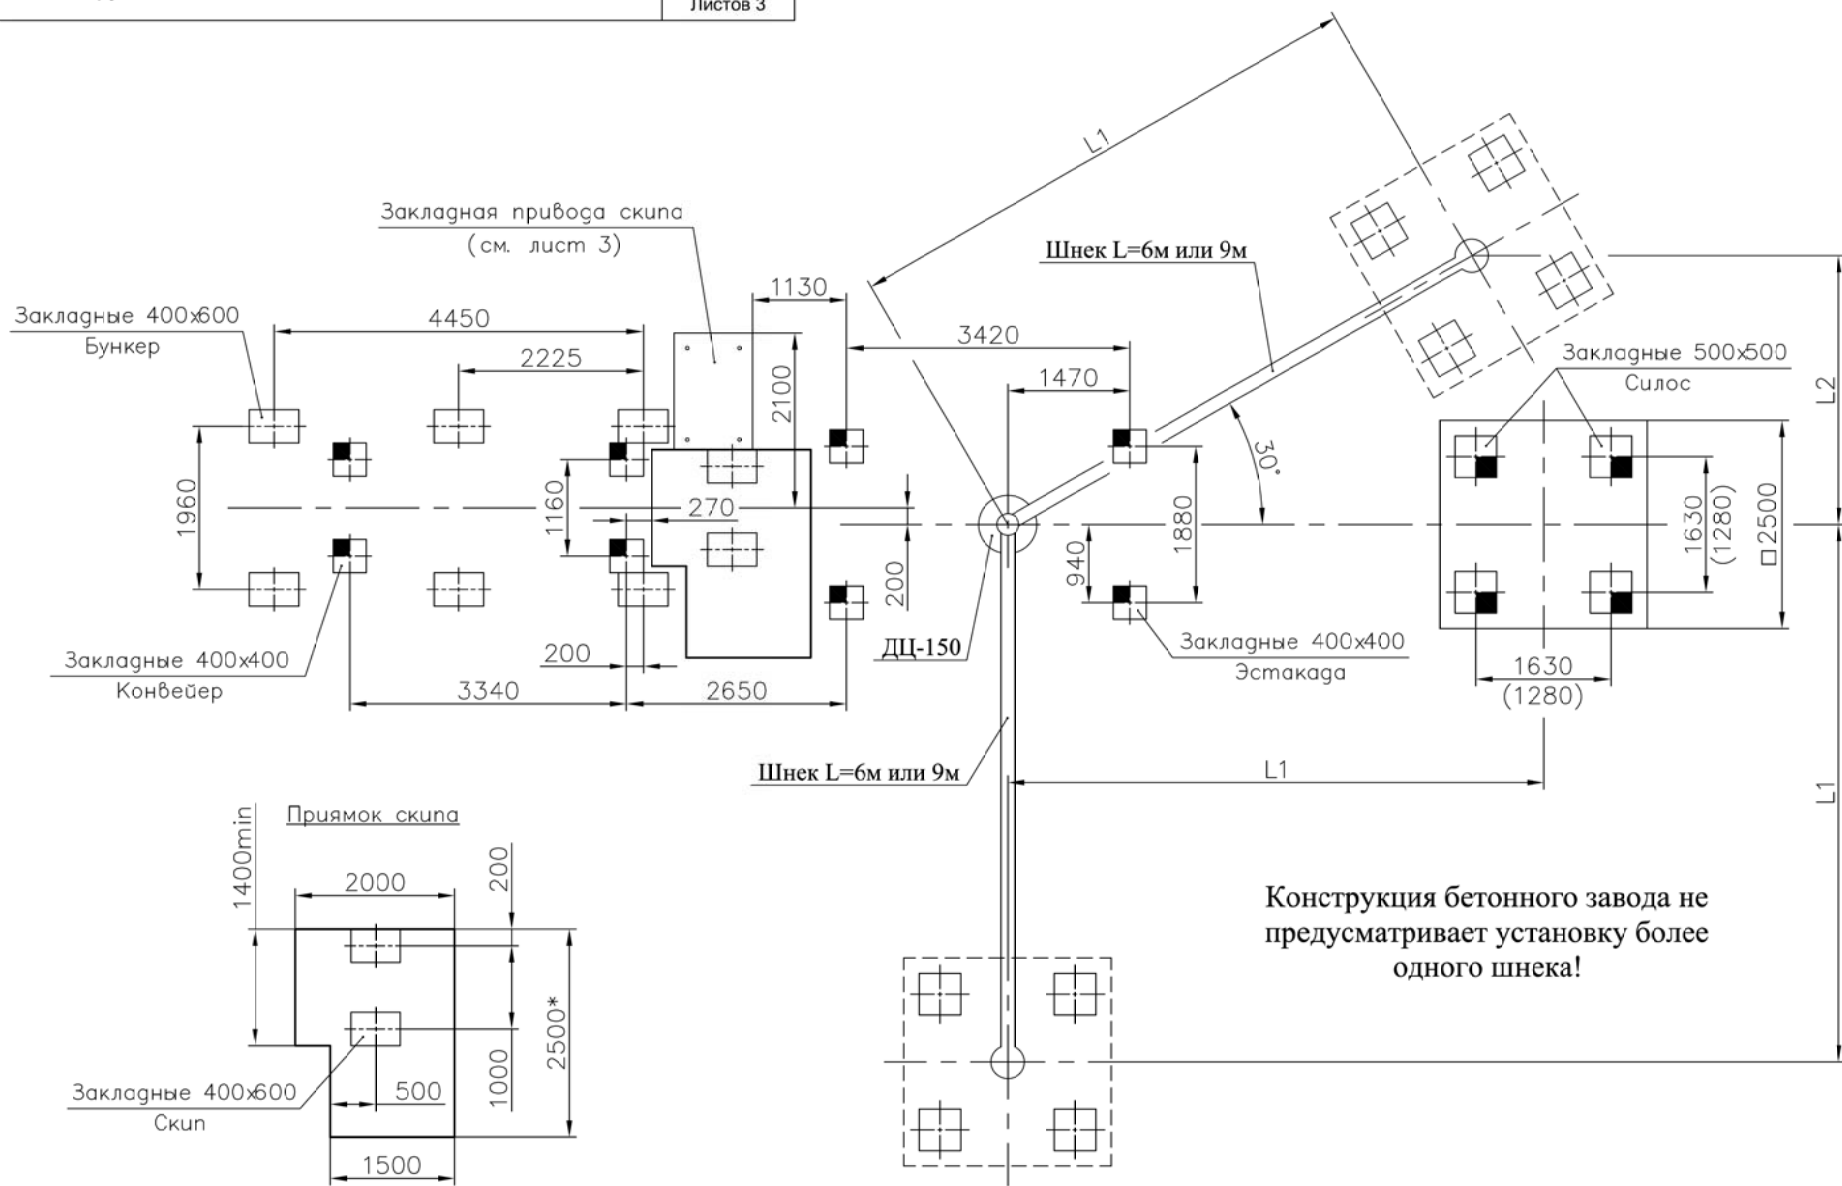 Листов 3
L1
Закладная привода скипа
(см. лист 3)
Шнек L=6м или 9м
1130
Закладные 400х600
Бункер
4450
3420
2225
2100
1470
Закладные 500х500
Силос
L2
30°
1960
1160
270
200
940
1880
1630
(1280)
□2500
ДЦ-150
Закладные 400х400
Эстакада
Закладные 400х400
Конвейер
200
3340
2650
1630
(1280)
Шнек L=6м или 9м
L1
L1
Приямок скипа
1400min
2000
200
Конструкция бетонного завода не
предусматривает установку более
одного шнека!
2500*
1000
500
Закладные 400х600
Скип
1500